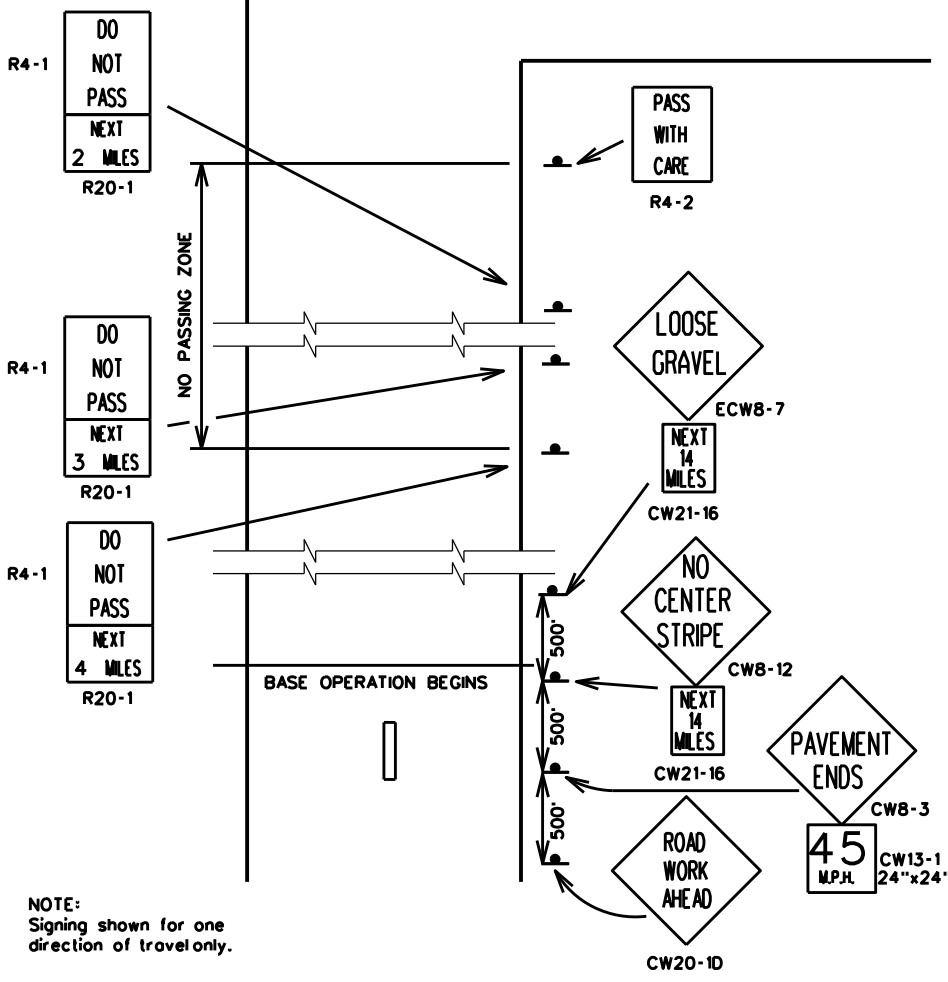 DO
NOT
PASS
R4-1
NEXT
2 MILES
R20-1
PASS
WITH
CARE
R4-2
NO PASSING ZONE
DO
NOT
PASS
R4-1
NEXT
3 MILES
R20-1
LOOSE
GRAVEL
ECW8-7
NEXT
14
MILES
CW21-16
DO
NOT
PASS
R4-1
NEXT
4 MILES
R20-1
NO
CENTER
STRIPE
CW8-12
NEXT
14
MILES
CW21-16
500'
BASE OPERATION BEGINS
500'
PAVEMENT
ENDS
CW8-3
45
M.P.H.
CW13-1
24"x24"
500'
ROAD
WORK
AHEAD
CW20-1D
NOTE:
Signing shown for one
direction of travel only.